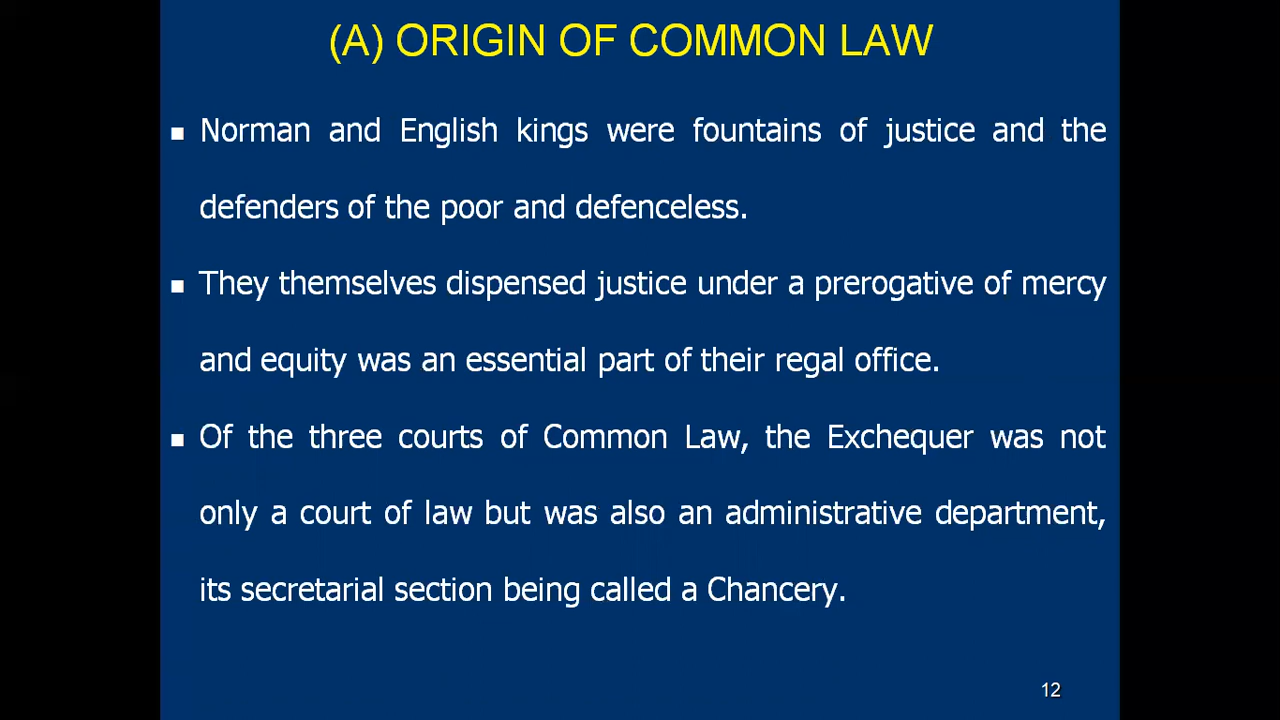 (A) ORIGIN OF COMMON LAW
▪ Norman and English kings were fountains of justice and the
defenders of the poor and defenceless.
▪ They themselves dispensed justice under a prerogative of mercy
and equity was an essential part of their regal office.
▪ Of the three courts of Common Law, the Exchequer was not
only a court of law but was also an administrative department,
its secretarial section being called a Chancery.
12